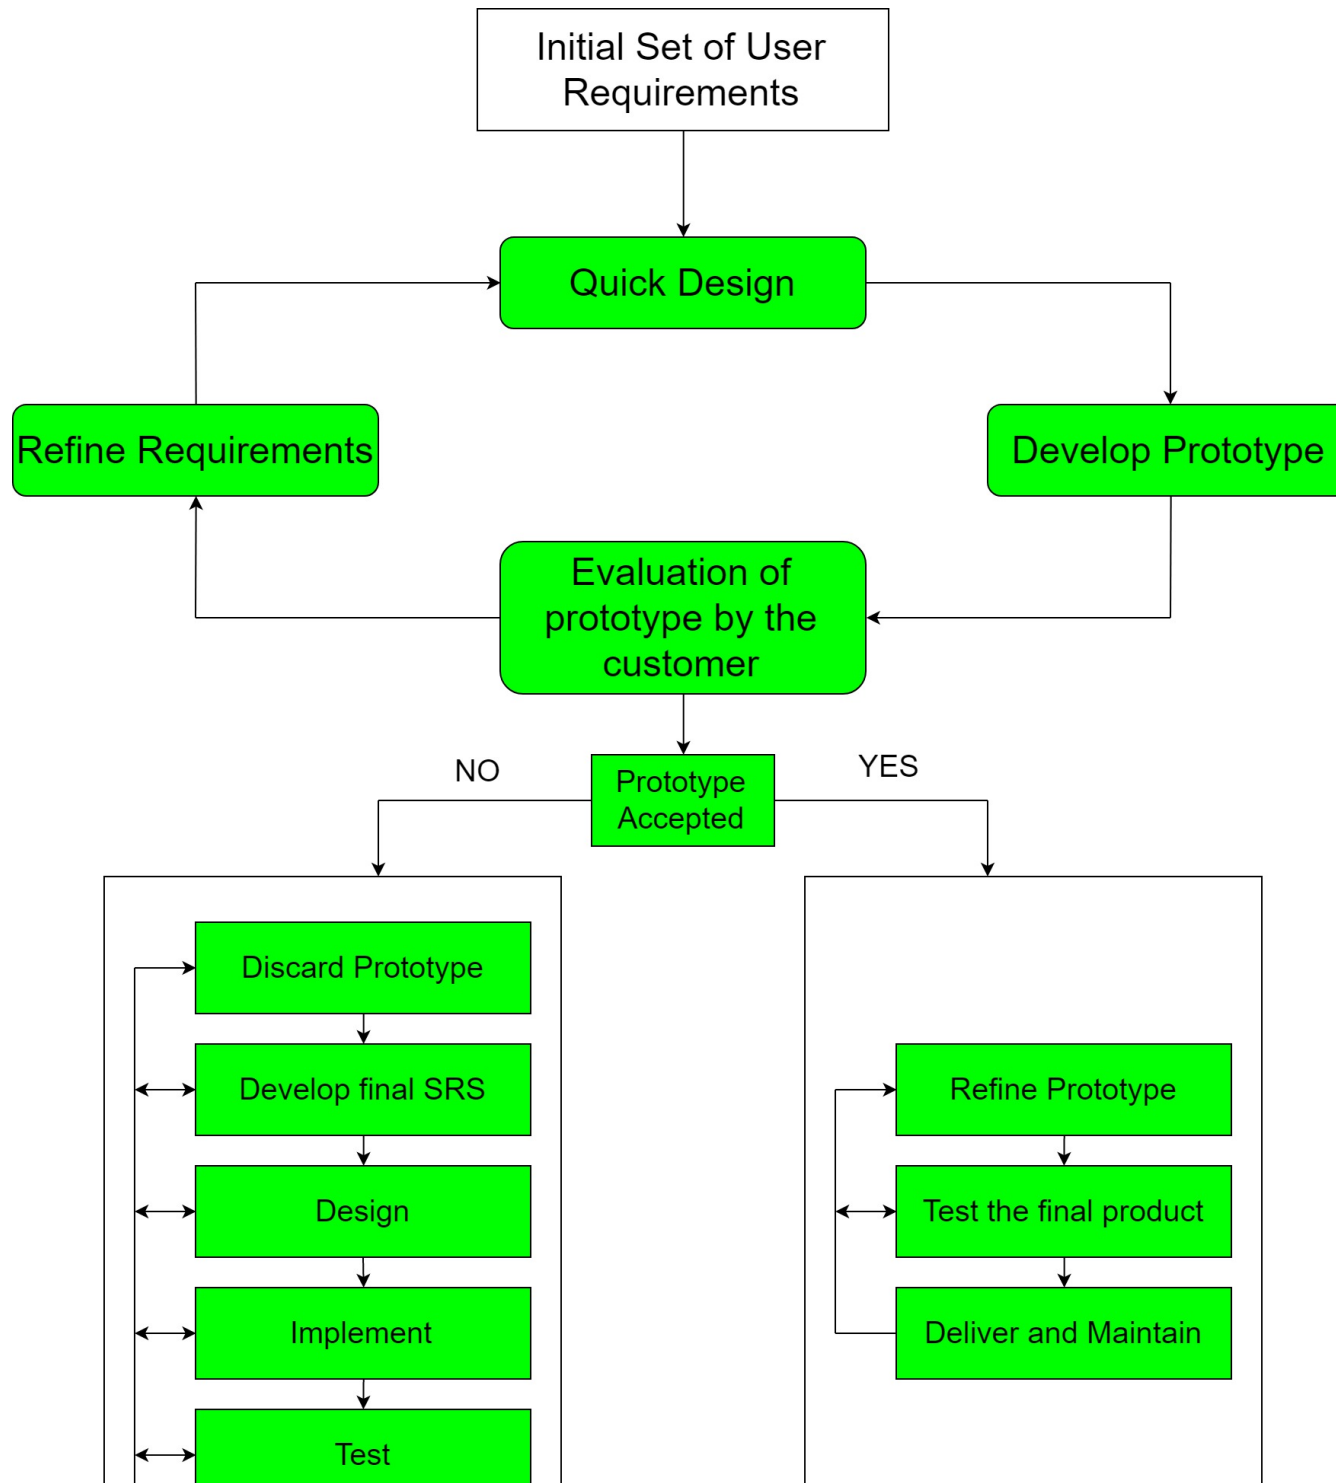 Initial Set of User
Requirements
Quick Design
Refine Requirements
Develop Prototype
Evaluation of
prototype by the
customer
NO
Prototype
Accepted
YES
Discard Prototype
Develop final SRS
Design
Implement
Test
Refine Prototype
Test the final product
Deliver and Maintain